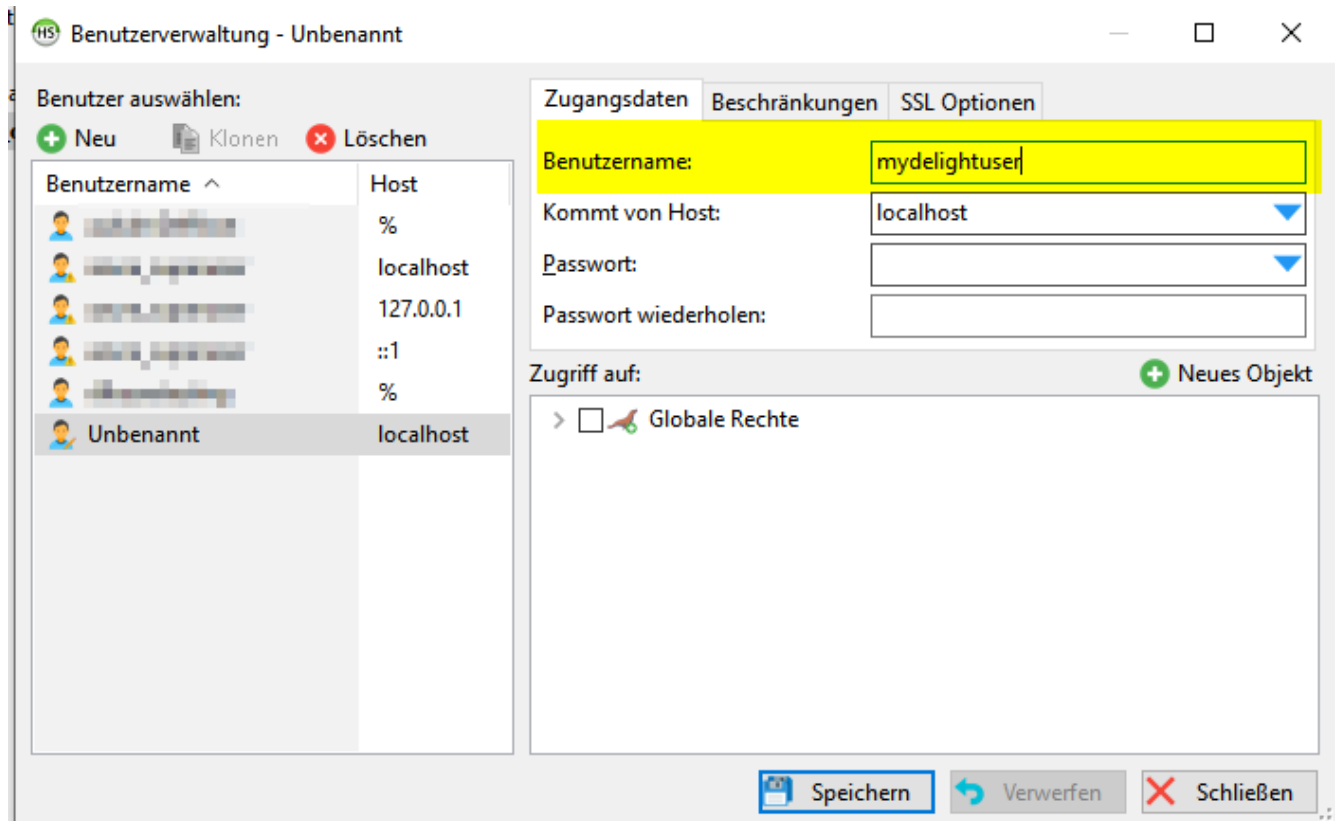 HS Benutzerverwaltung - Unbenannt
Benutzer auswählen:
Neu Klonen Löschen
Benutzername Host
%
localhost
127.0.0.1
::1
%
Unbenannt localhost
Zugangsdaten Beschränkungen SSL Optionen
Benutzername: mydelightuser
Kommt von Host: localhost
Passwort:
Passwort wiederholen:
Zugriff auf: Neues Objekt
Globale Rechte
Speichern Verwerfen Schließen